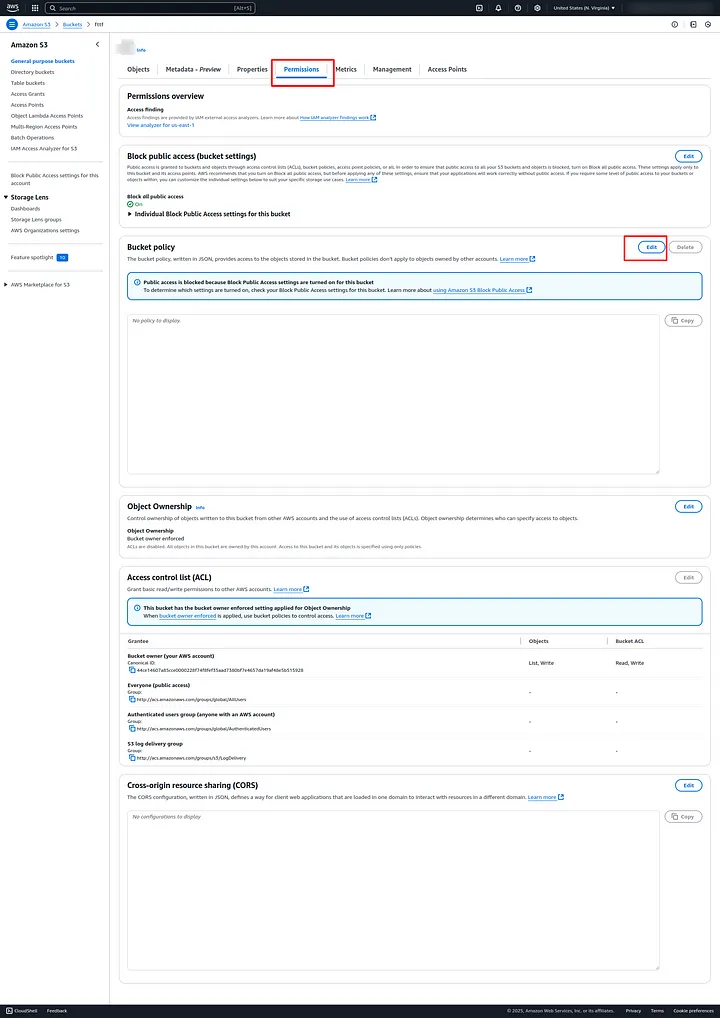 aws
Search
[Alt+S]
United States (N. Virginia)
Amazon S3
Buckets
fttf
Amazon S3
General purpose buckets
Directory buckets
Table buckets
Access Grants
Access Points
Object Lambda Access Points
Multi-Region Access Points
Batch Operations
IAM Access Analyzer for S3
Block Public Access settings for this
account
Storage Lens
Dashboards
Storage Lens groups
AWS Organizations settings
Feature spotlight
AWS Marketplace for S3
Info
Objects
Metadata - Preview
Properties
Permissions
Metrics
Management
Access Points
Permissions overview
Access finding
Access findings are provided by IAM external access analyzers. Learn more about How IAM analyzer findings work
View analyzer for us-east-1
Block public access (bucket settings)
Edit
Public access is granted to buckets and objects through access control lists (ACLs), bucket policies, access point policies, or all. In order to ensure that public access to all your S3 buckets and objects is blocked, turn on Block all public access. These settings apply only to
this bucket and its access points. AWS recommends that you turn on Block all public access, but before applying any of these settings, ensure that your applications will work correctly without public access. If you require some level of public access to your buckets or
objects within, you can customize the individual settings below to suit your specific storage use cases. Learn more
Block all public access
On
Individual Block Public Access settings for this bucket
Bucket policy
Edit
Delete
The bucket policy, written in JSON, provides access to the objects stored in the bucket. Bucket policies don't apply to objects owned by other accounts. Learn more
Public access is blocked because Block Public Access settings are turned on for this bucket
To determine which settings are turned on, check your Block Public Access settings for this bucket. Learn more about using Amazon S3 Block Public Access
No policy to display.
Copy
Object Ownership Info
Edit
Control ownership of objects written to this bucket from other AWS accounts and the use of access control lists (ACLs). Object ownership determines who can specify access to objects.
Object Ownership
Bucket owner enforced
ACLs are disabled. All objects in this bucket are owned by this account. Access to this bucket and its objects is specified using only policies.
Access control list (ACL)
Edit
Grant basic read/write permissions to other AWS accounts. Learn more
This bucket has the bucket owner enforced setting applied for Object Ownership
When bucket owner enforced is applied, use bucket policies to control access. Learn more
Grantee
Objects
Bucket ACL
Bucket owner (your AWS account)
Canonical ID:
List, Write
Read, Write
Everyone (public access)
Group:
http://acs.amazonaws.com/groups/global/AllUsers
-
-
Authenticated users group (anyone with an AWS account)
Group:
http://acs.amazonaws.com/groups/global/AuthenticatedUsers
-
-
S3 log delivery group
Group:
http://acs.amazonaws.com/groups/s3/LogDelivery
-
-
Cross-origin resource sharing (CORS)
Edit
The CORS configuration, written in JSON, defines a way for client web applications that are loaded in one domain to interact with resources in a different domain. Learn more
No configurations to display
Copy
CloudShell
Feedback
© 2025, Amazon Web Services, Inc. or its affiliates.
Privacy
Terms
Cookie preferences